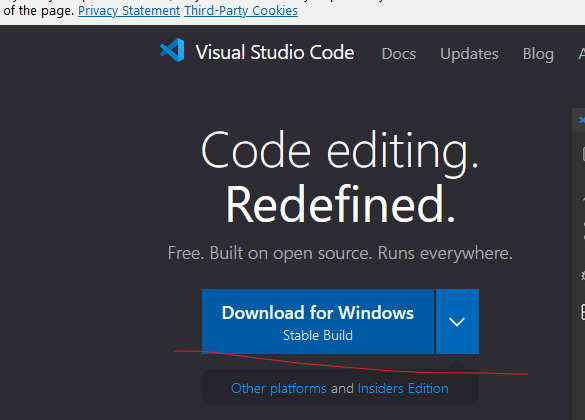 of the page. Privacy Statement Third-Party Cookies
Visual Studio Code Docs Updates Blog
Code editing.
Redefined.
Free. Built on open source. Runs everywhere.
Download for Windows
Stable Build
Other platforms and Insiders Edition